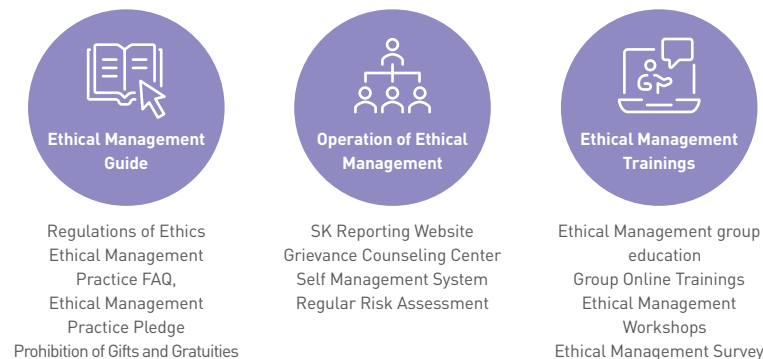 Ethical Management
Guide
Regulations of Ethics
Ethical Management
Practice FAQ,
Ethical Management
Practice Pledge
Prohibition of Gifts and Gratuities
Operation of Ethical
Management
SK Reporting Website
Grievance Counseling Center
Self Management System
Regular Risk Assessment
Ethical Management
Trainings
Ethical Management group
education
Group Online Trainings
Ethical Management
Workshops
Ethical Management Survey